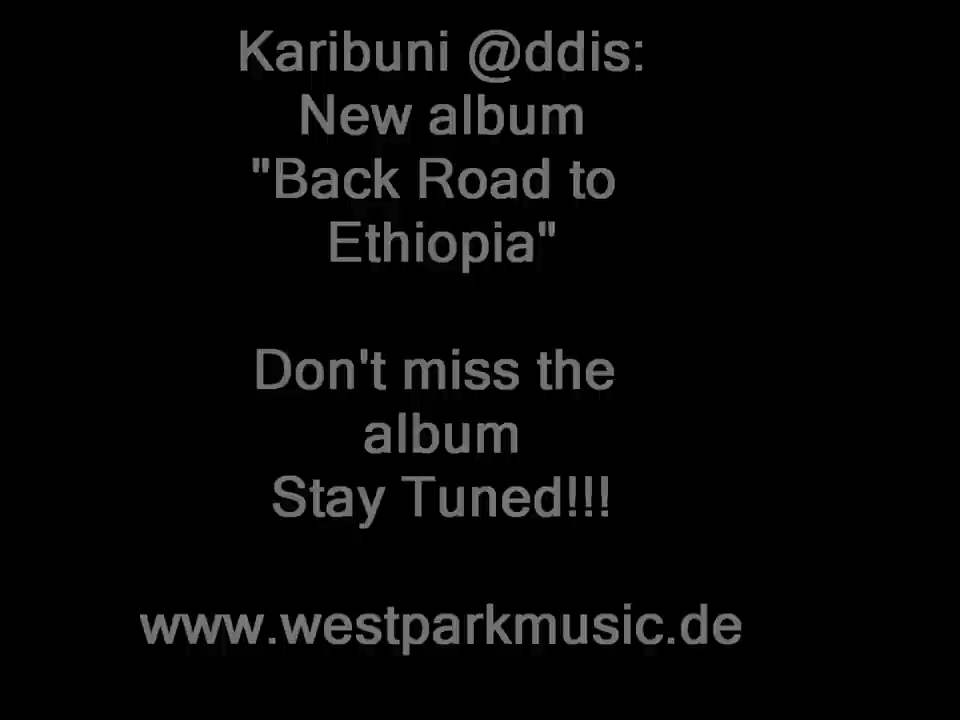 Karibuni @ddis:
New album
"Back Road to
Ethiopia"
Don't miss the
album
Stay Tuned!!!
www.westparkmusic.de